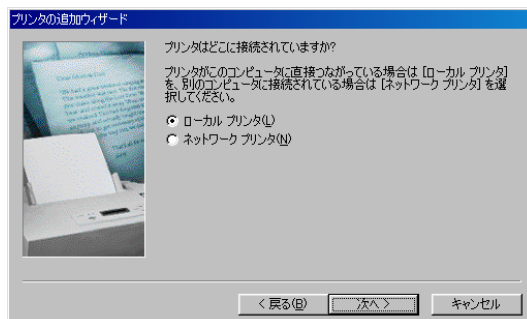 プリンタの追加ウィザード
プリンタはどこに接続されていますか?
プリンタがこのコンピュータに直接つながっている場合は [ローカル プリンタ]
を、別のコンピュータに接続されている場合は [ネットワーク プリンタ] を選
択してください。
ローカル プリンタ(L)
ネットワーク プリンタ(N)
< 戻る(B)
次へ >
キャンセル